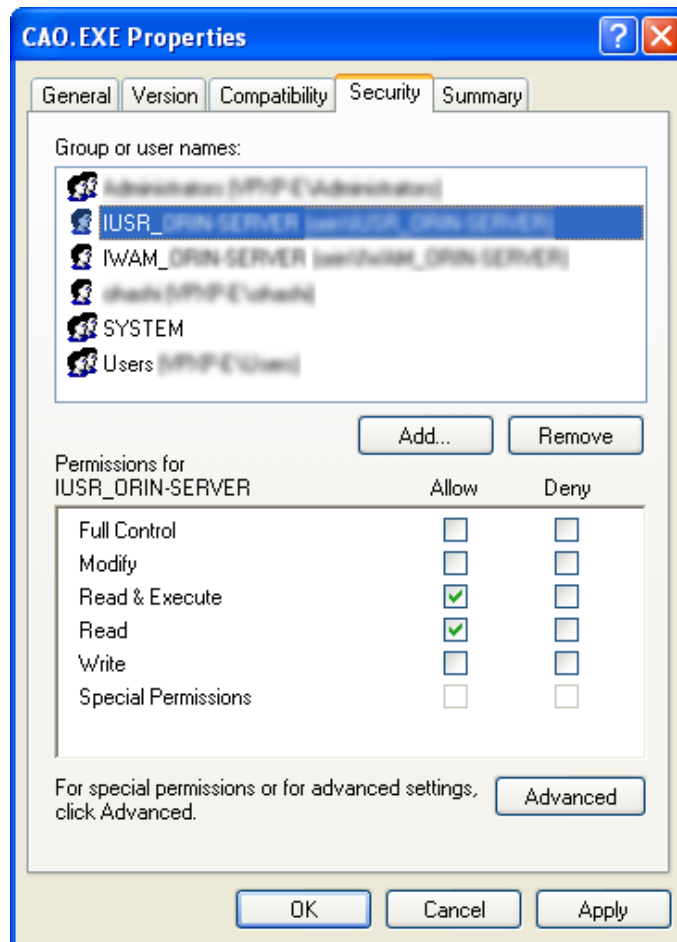 CAO.EXE Properties
General Version Compatibility Security Summary
Group or user names:
IUSR_
IWAM_
SYSTEM
Users
Add... Remove
Permissions for
IUSR_ORIN-SERVER Allow Deny
Full Control
Modify
Read & Execute
Read
Write
Special Permissions
For special permissions or for advanced settings,
click Advanced.
Advanced
OK Cancel Apply